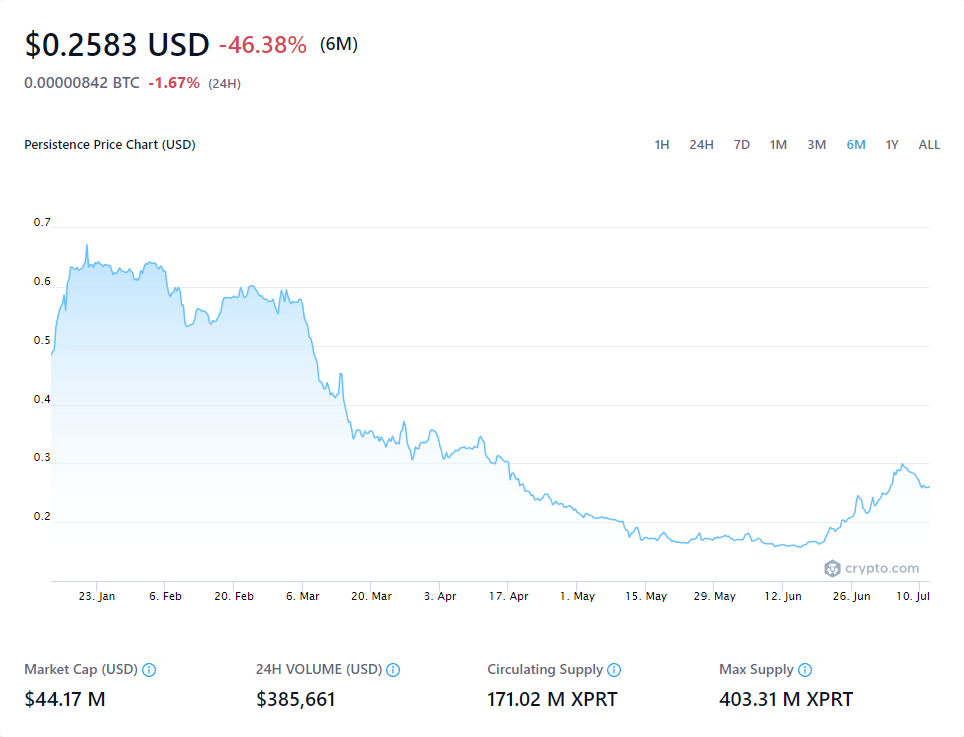 $0.2583 USD -46.38% (6M)
0.00000842 BTC -1.67% (24H)
Persistence Price Chart (USD) 1H 24H 7D 1M 3M 6M 1Y ALL
0.7
0.6
0.5
0.4
0.3
0.2
crypto.com
23. Jan 6. Feb 20. Feb 6. Mar 20. Mar 3. Apr 17. Apr 1. May 15. May 29. May 12. Jun 26. Jun 10. Jul
Market Cap (USD) 24H VOLUME (USD) Circulating Supply Max Supply
$44.17 M $385,661 171.02 M XPRT 403.31 M XPRT